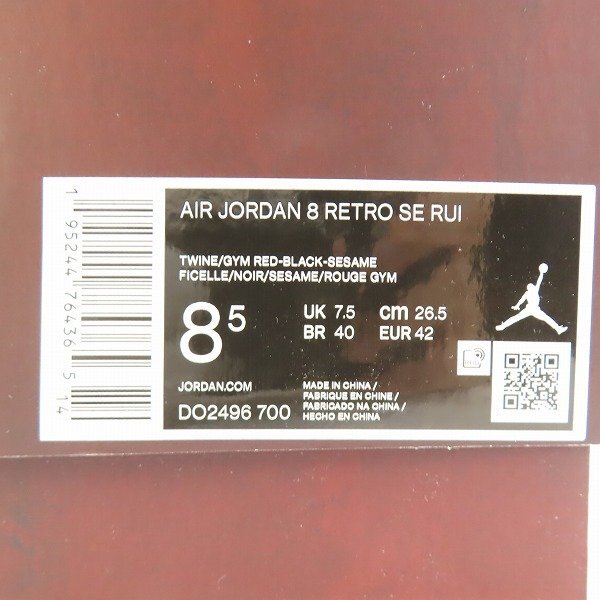 AIR JORDAN 8 RETRO SE RUI
TWINE/GYM RED-BLACK-SESAME
FICELLE/NOIR/SESAME/ROUGE GYM
8 5
UK 7.5 cm 26.5
BR 40 EUR 42
JORDAN.COM
DO2496 700
MADE IN CHINA /
FABRIQUE EN CHINE /
FABRICADO NA CHINA /
HECHO EN CHINA
1 95244 76436 5 14